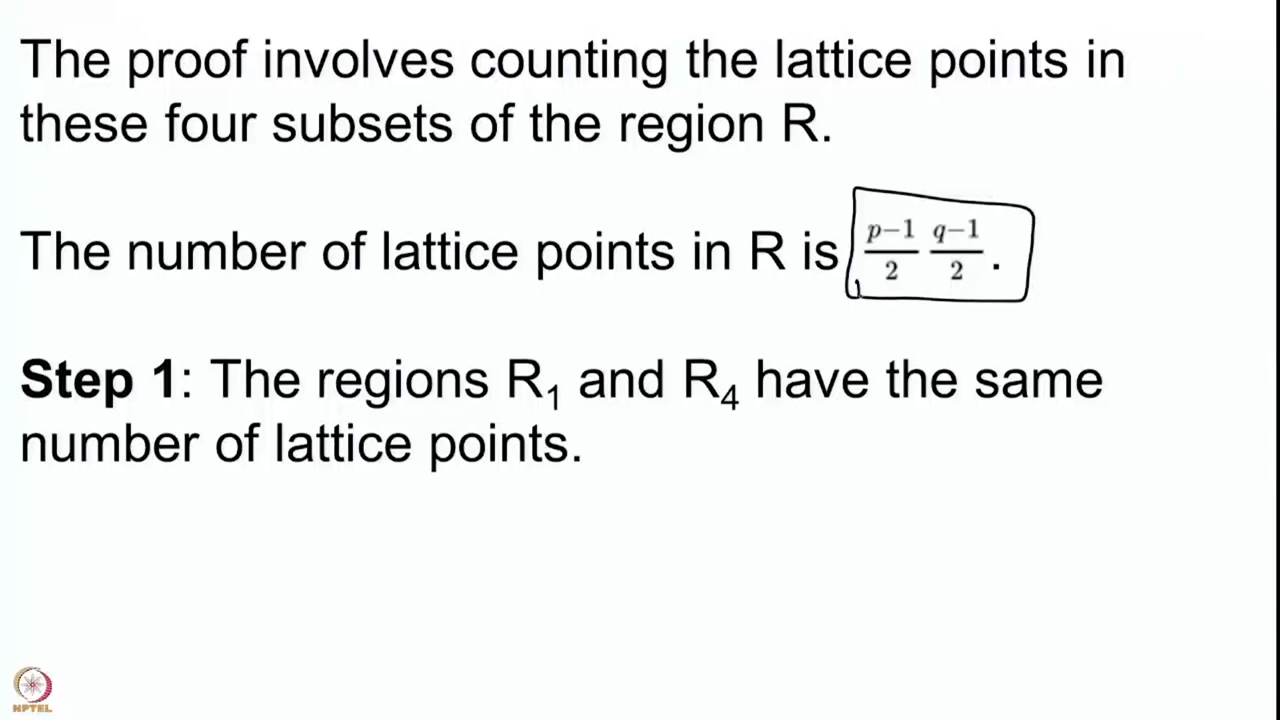 The proof involves counting the lattice points in
these four subsets of the region R.
The number of lattice points in R is $\frac{p-1}{2} \frac{q-1}{2}$.
Step 1: The regions R₁ and R₄ have the same
number of lattice points.
NPTEL